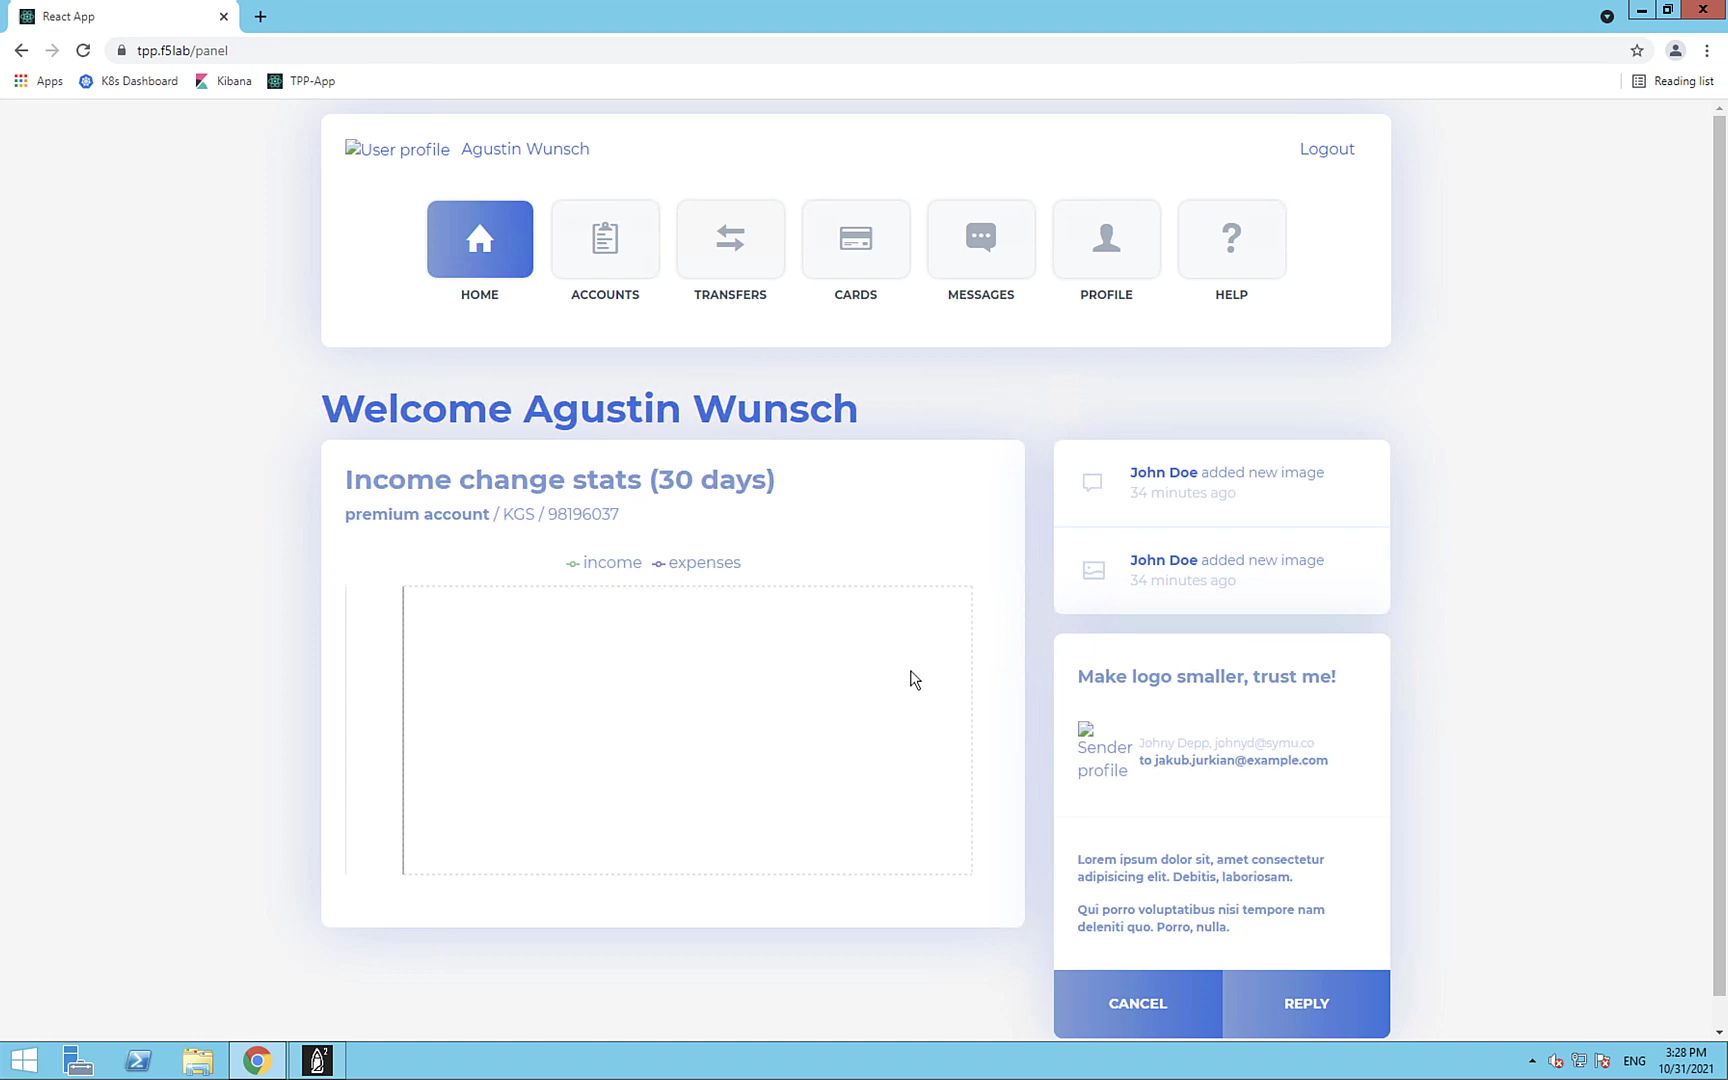 React App
tpp.f5lab/panel
Apps K8s Dashboard Kibana TPP-App Reading list
User profile Agustin Wunsch Logout
HOME ACCOUNTS TRANSFERS CARDS MESSAGES PROFILE HELP
Welcome Agustin Wunsch
Income change stats (30 days)
premium account / KGS / 98196037
income expenses
John Doe added new image
34 minutes ago
John Doe added new image
34 minutes ago
Make logo smaller, trust me!
Sender profile
Johny Depp, johnyd@symu.co
to jakub.jurkian@example.com
Lorem ipsum dolor sit, amet consectetur
adipisicing elit. Debitis, laboriosam.
Qui porro voluptatibus nisi tempore nam
deleniti quo. Porro, nulla.
CANCEL REPLY
ENG
3:28 PM
10/31/2021